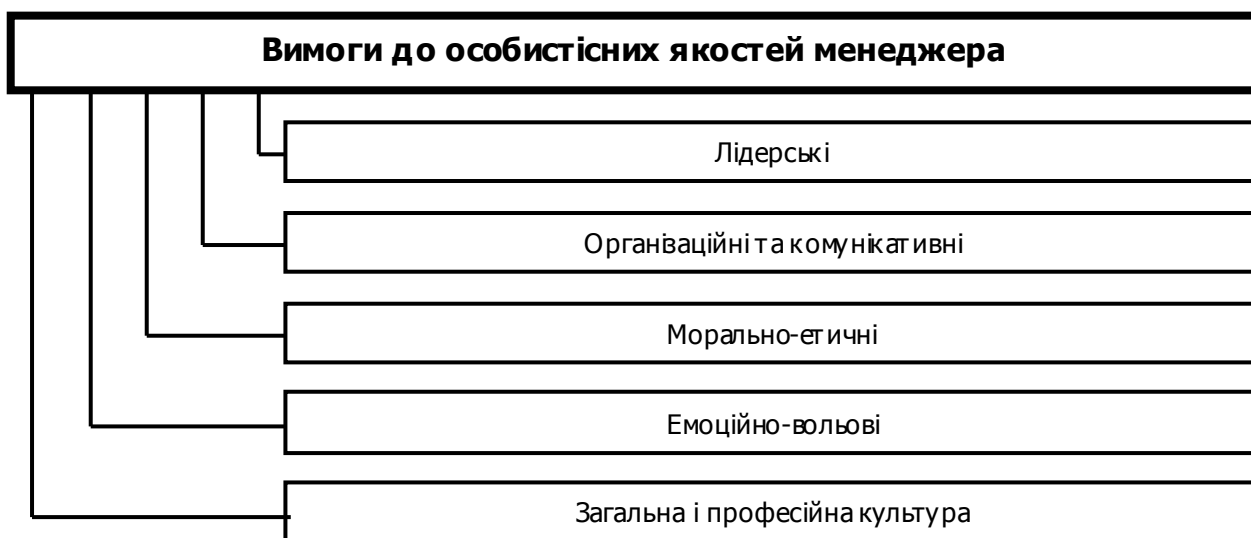 Вимоги до особистісних якостей менеджера
Лідерські
Організаційні та комунікативні
Морально-етичні
Емоційно-вольові
Загальна і професійна культура